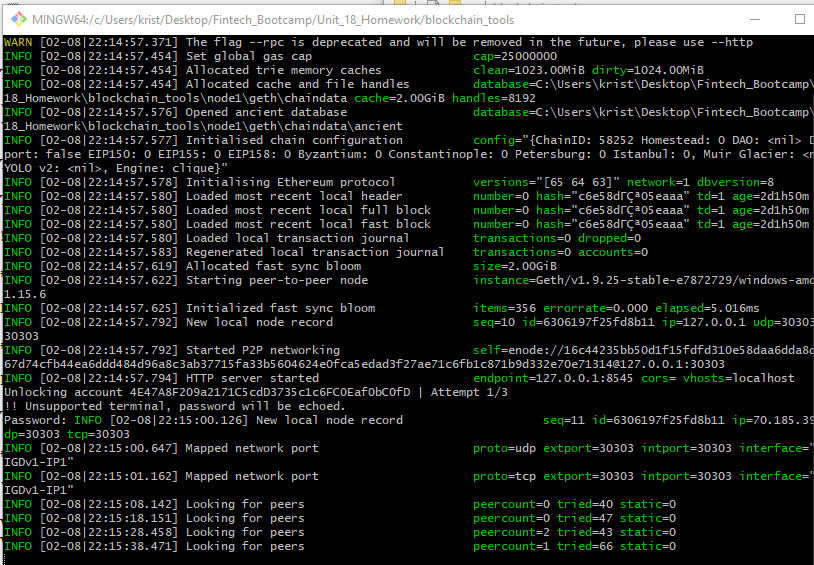 MINGW64:/c/Users/krist/Desktop/Fintech_Bootcamp/Unit_18_Homework/blockchain_tools
WARN [02-08|22:14:57.371] The flag --rpc is deprecated and will be removed in the future, please use --http
INFO [02-08|22:14:57.454] Set global gas cap cap=25000000
INFO [02-08|22:14:57.454] Allocated trie memory caches clean=1023.00MiB dirty=1024.00MiB
INFO [02-08|22:14:57.454] Allocated cache and file handles database=C:\Users\krist\Desktop\Fintech_Bootcamp\
18_Homework\blockchain_tools\node1\geth\chaindata cache=2.00GiB handles=8192
INFO [02-08|22:14:57.576] Opened ancient database database=C:\Users\krist\Desktop\Fintech_Bootcamp\
18_Homework\blockchain_tools\node1\geth\chaindata\ancient
INFO [02-08|22:14:57.577] Initialised chain configuration config="{ChainID: 58252 Homestead: 0 DAO: <nil> D
port: false EIP150: 0 EIP155: 0 EIP158: 0 Byzantium: 0 Constantinople: 0 Petersburg: 0 Istanbul: 0, Muir Glacier: <n
YOLO v2: <nil>, Engine: clique}"
INFO [02-08|22:14:57.578] Initialising Ethereum protocol versions="[65 64 63]" network=1 dbversion=8
INFO [02-08|22:14:57.580] Loaded most recent local header number=0 hash="c6e58dΓÇª05eaaa" td=1 age=2d1h50m
INFO [02-08|22:14:57.580] Loaded most recent local full block number=0 hash="c6e58dΓÇª05eaaa" td=1 age=2d1h50m
INFO [02-08|22:14:57.580] Loaded most recent local fast block number=0 hash="c6e58dΓÇª05eaaa" td=1 age=2d1h50m
INFO [02-08|22:14:57.580] Loaded local transaction journal transactions=0 dropped=0
INFO [02-08|22:14:57.583] Regenerated local transaction journal transactions=0 accounts=0
INFO [02-08|22:14:57.619] Allocated fast sync bloom size=2.00GiB
INFO [02-08|22:14:57.622] Starting peer-to-peer node instance=Geth/v1.9.25-stable-e7872729/windows-amd
1.15.6
INFO [02-08|22:14:57.625] Initialized fast sync bloom items=356 errorrate=0.000 elapsed=5.016ms
INFO [02-08|22:14:57.792] New local node record seq=10 id=6306197f25fd8b11 ip=127.0.0.1 udp=30303
30303
INFO [02-08|22:14:57.792] Started P2P networking self=enode://16c44235bb50d1f15fdfd310e58daa6dda8d
67d74cfb44ea6ddd484d96a8c3ab37715fa33b5604624e0fca5edad3f27ae71c6fb1c871b9d332e70e71314@127.0.0.1:30303
INFO [02-08|22:14:57.794] HTTP server started endpoint=127.0.0.1:8545 cors= vhosts=localhost
Unlocking account 4E47A8F209a2171C5cdD3735c1c6FC0Eaf0bC0fD | Attempt 1/3
!! Unsupported terminal, password will be echoed.
Password: INFO [02-08|22:15:00.126] New local node record seq=11 id=6306197f25fd8b11 ip=70.185.39
dp=30303 tcp=30303
INFO [02-08|22:15:00.647] Mapped network port proto=udp extport=30303 intport=30303 interface="
IGDv1-IP1"
INFO [02-08|22:15:01.162] Mapped network port proto=tcp extport=30303 intport=30303 interface="
IGDv1-IP1"
INFO [02-08|22:15:08.142] Looking for peers peercount=0 tried=40 static=0
INFO [02-08|22:15:18.151] Looking for peers peercount=0 tried=47 static=0
INFO [02-08|22:15:28.458] Looking for peers peercount=2 tried=43 static=0
INFO [02-08|22:15:38.471] Looking for peers peercount=1 tried=66 static=0